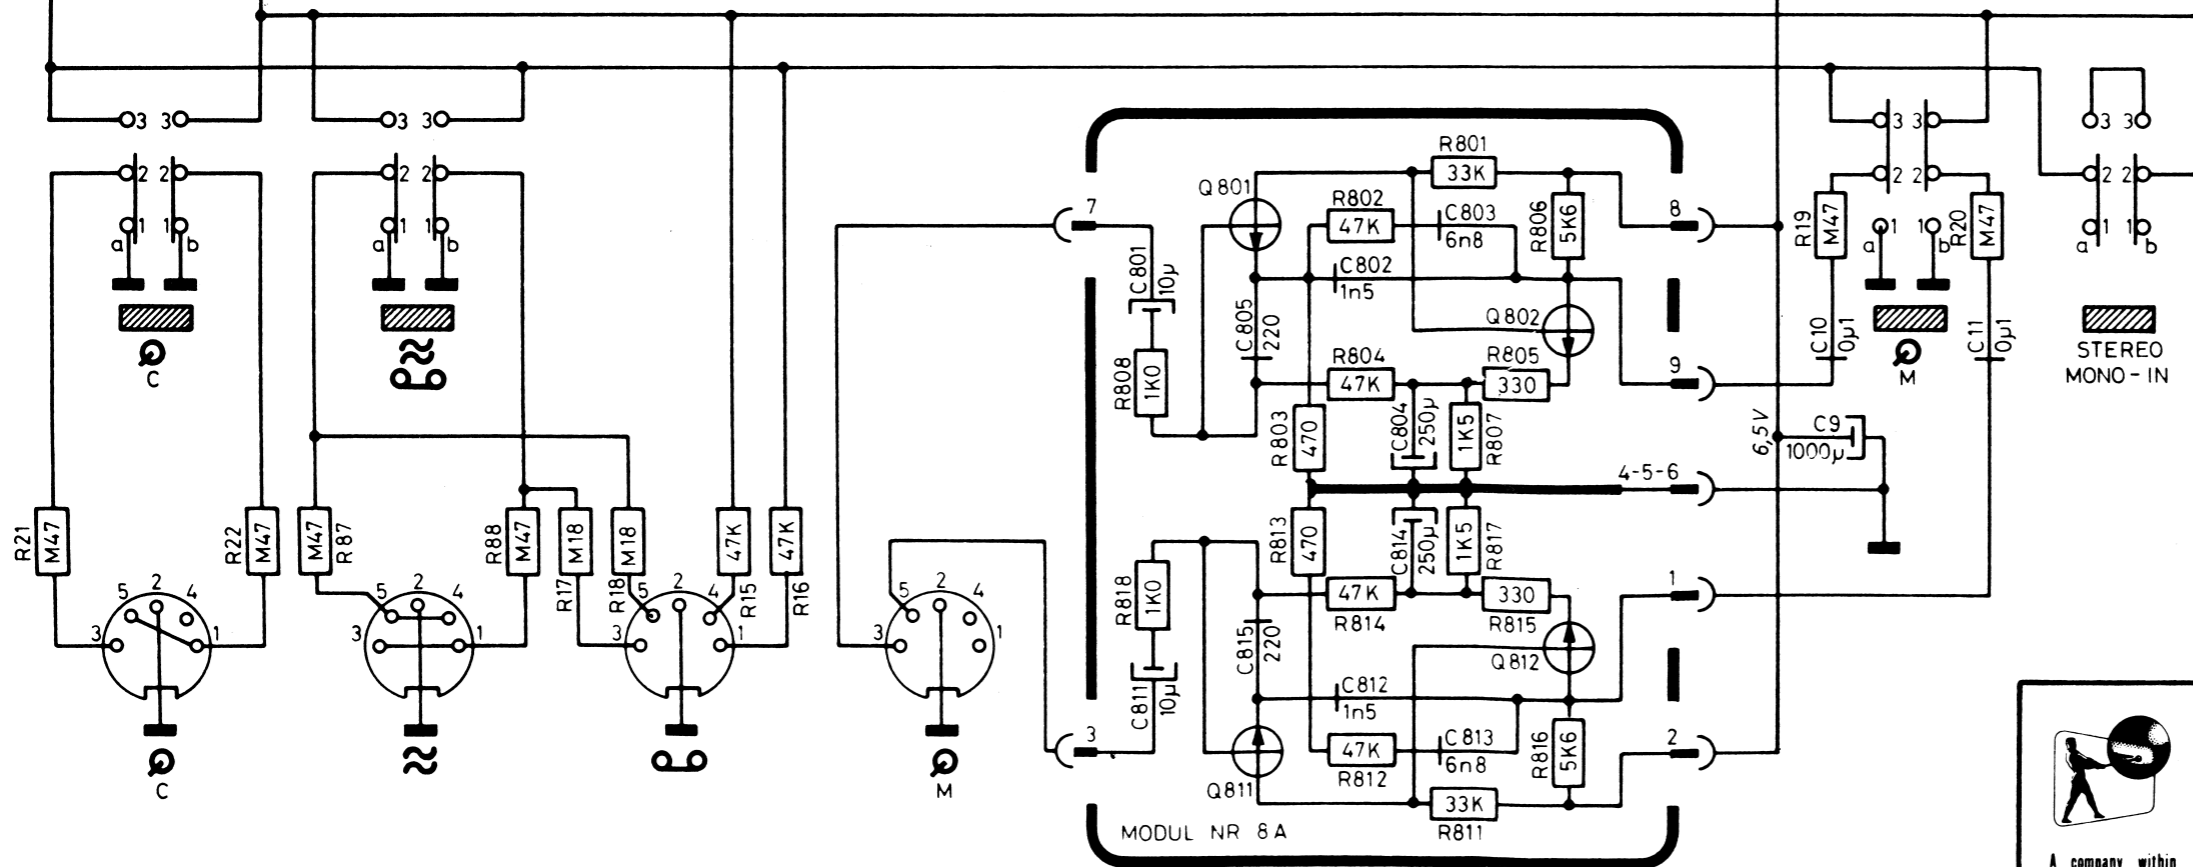 3 3
2 2
1 1
a b
C
3 3
2 2
1 1
a b
R21
M47
R22
M47
M47
R87
R88
M47
M18
R17
M18
R18
47K
R15
47K
R16
5 2 4
3 1
C
5 2 4
3 1
5 2 4
3 1
5 2 4
3 1
M
7
3
C801
10µ
R808
1K0
Q801
R801
33K
R802
47K
C803
6n8
R806
5K6
C802
1n5
C805
220
Q802
R804
47K
R805
330
R803
470
C804
250µ
1K5
R807
4-5-6
R813
470
C814
250µ
1K5
R817
R818
1K0
C811
10µ
47K
R814
330
R815
C815
220
Q812
C812
1n5
Q811
47K
R812
C813
6n8
R816
5K6
33K
R811
MODUL NR 8A
8
9
1
2
6,5V
C9
1000µ
3 3
2 2
1 1
a b
R19
M47
R20
M47
C10
0µ1
C11
0µ1
M
3 3
2 2
1 1
a b
STEREO
MONO-IN
A company within